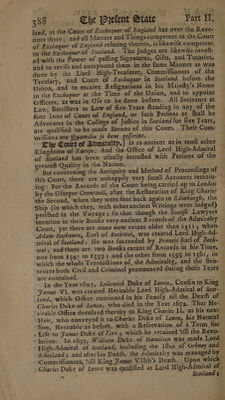 388 The Present State Part II.
land, as the Court of Exchequer of England has over the Reve-
nues there; and all Matters and Things competent to the Court
of Exchequer of England relating thereto, is likewise competent
to the Exchequer of Scotland. The Judges are likewise invest-
ed with the Power of passing Signatures, Gifts, and Tutories,
and to revise and compound them in the same Manner as was
done by the Lord High-Treasurer, Commissioners of the
Treasury, and Court of Exchequer in Scotland before the
Union, and to receive Resignations in his Majesty's Name
in the Exchequer at the Time of the Union, and to appoint
Officers, as was in Use to be done before. All Serjeants at
Law, Barristers at Law of five Years standing in any of the
four Inns of Court of England, or such Persons as shall be
Advocates in the College of Justice in Scotland for five Years,
are qualified to be made Barons of this Court. Their Com-
missions are Quamdiu se bene gesserint.
The Court of Admiralty, Is as ancient as in most other
Kingdoms of Europe: And the Office of Lord High-Admiral
of Scotland has been usually intrusted with Persons of the
greatest Quality in the Nation.
But concerning the Antiquity and Method of Proceedings of
this Court, there are unhappily very small Accounts remain-
ing: For the Records of the Court being carried up to London
by the Usurper Cromwell, after the Restoration of King Charles
the Second, when they were sent back again to Edinburgh, the
Ship (in which they, with other ancient Writings were lodged)
perished in the Voyage; so that though the Scottish Lawyers
mention in their Books very ancient Records of the Admiralty
Court, yet there are none now extant older than 1511, when
Adam Hepburn, Earl of Bothwel, was created Lord High-Ad-
miral of Scotland: He was succeeded by Francis Earl of Both-
wel; and there are two Books extant of Records in his Time,
one from 1547 to 1559; and the other from 1559 to 1561, in
which the whole Transactions of the Admiralty, and the Sen-
tences both Civil and Criminal pronounced during those Years
are contained.
In the Year 1603, Lodovick Duke of Lenox, Cousin to King
James VI. was created Heritable Lord High-Admiral of Scot-
land, which Office continued in his Family till the Death of
Charles Duke of Lenox, who died in the Year 1672. That He-
ritable Office devolved thereby to King Charles II. as his next
Heir, who conveyed it to Charles Duke of Lenox, his Natural
Son, Heritable as before, with a Reservation of a Term for
Life to James Duke of York; which he retained 'till the Revo-
lution. In 1695, William Duke of Hamilton was made Lord
High-Admiral of Scotland, including the Isles of Orkney and
Schetland; and after his Death, the Admiralty was managed by
Commissioners, 'till King William's Death. Upon which
Charles Duke of Lenox was qualified as Lord High-Admiral of
Scotland;